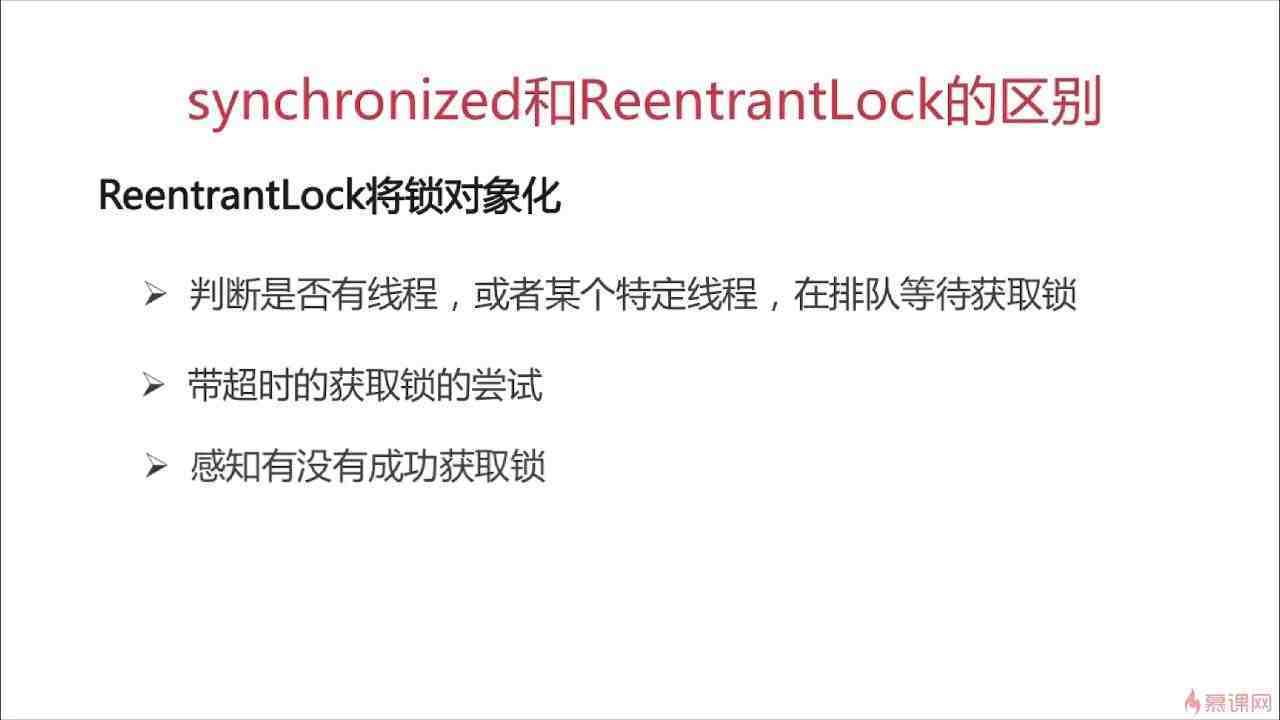 synchronized和ReentrantLock的区别
ReentrantLock将锁对象化
判断是否有线程，或者某个特定线程，在排队等待获取锁
带超时的获取锁的尝试
感知有没有成功获取锁
慕课网